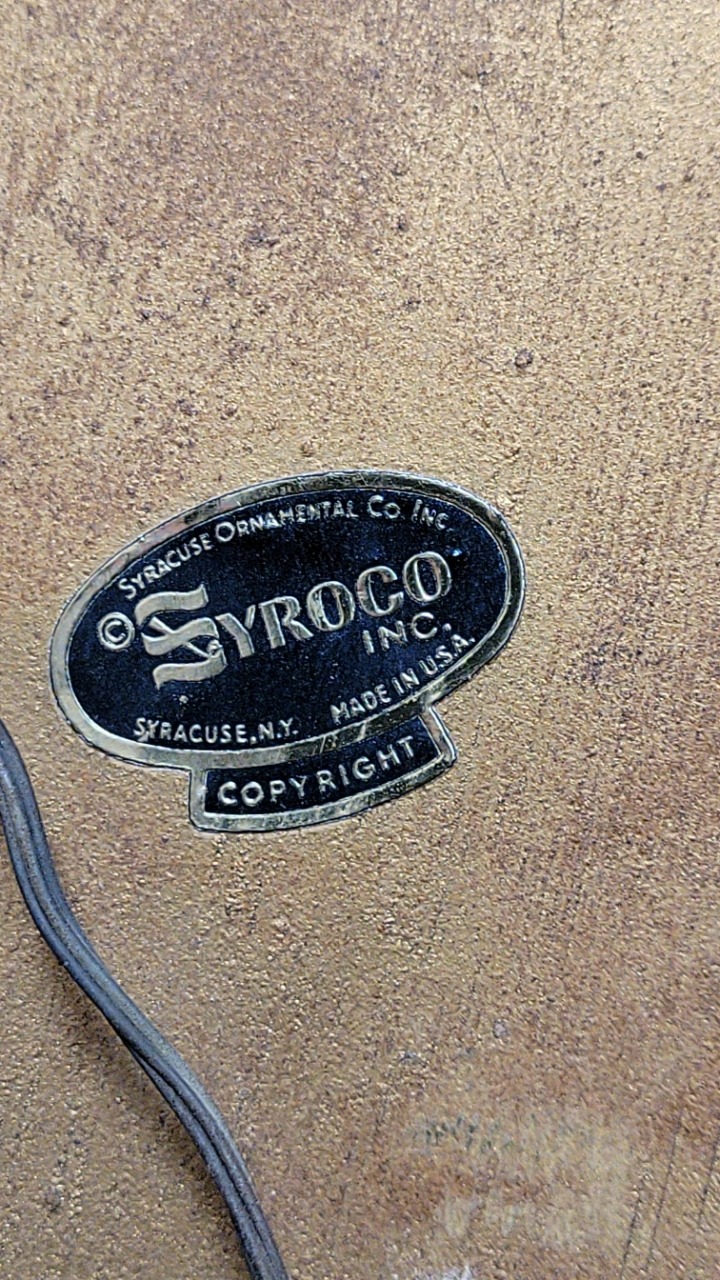 SYRACUSE ORNAMENTAL CO INC.
© SYROCO
INC.
SYRACUSE, N.Y. MADE IN U.S.A.
COPYRIGHT